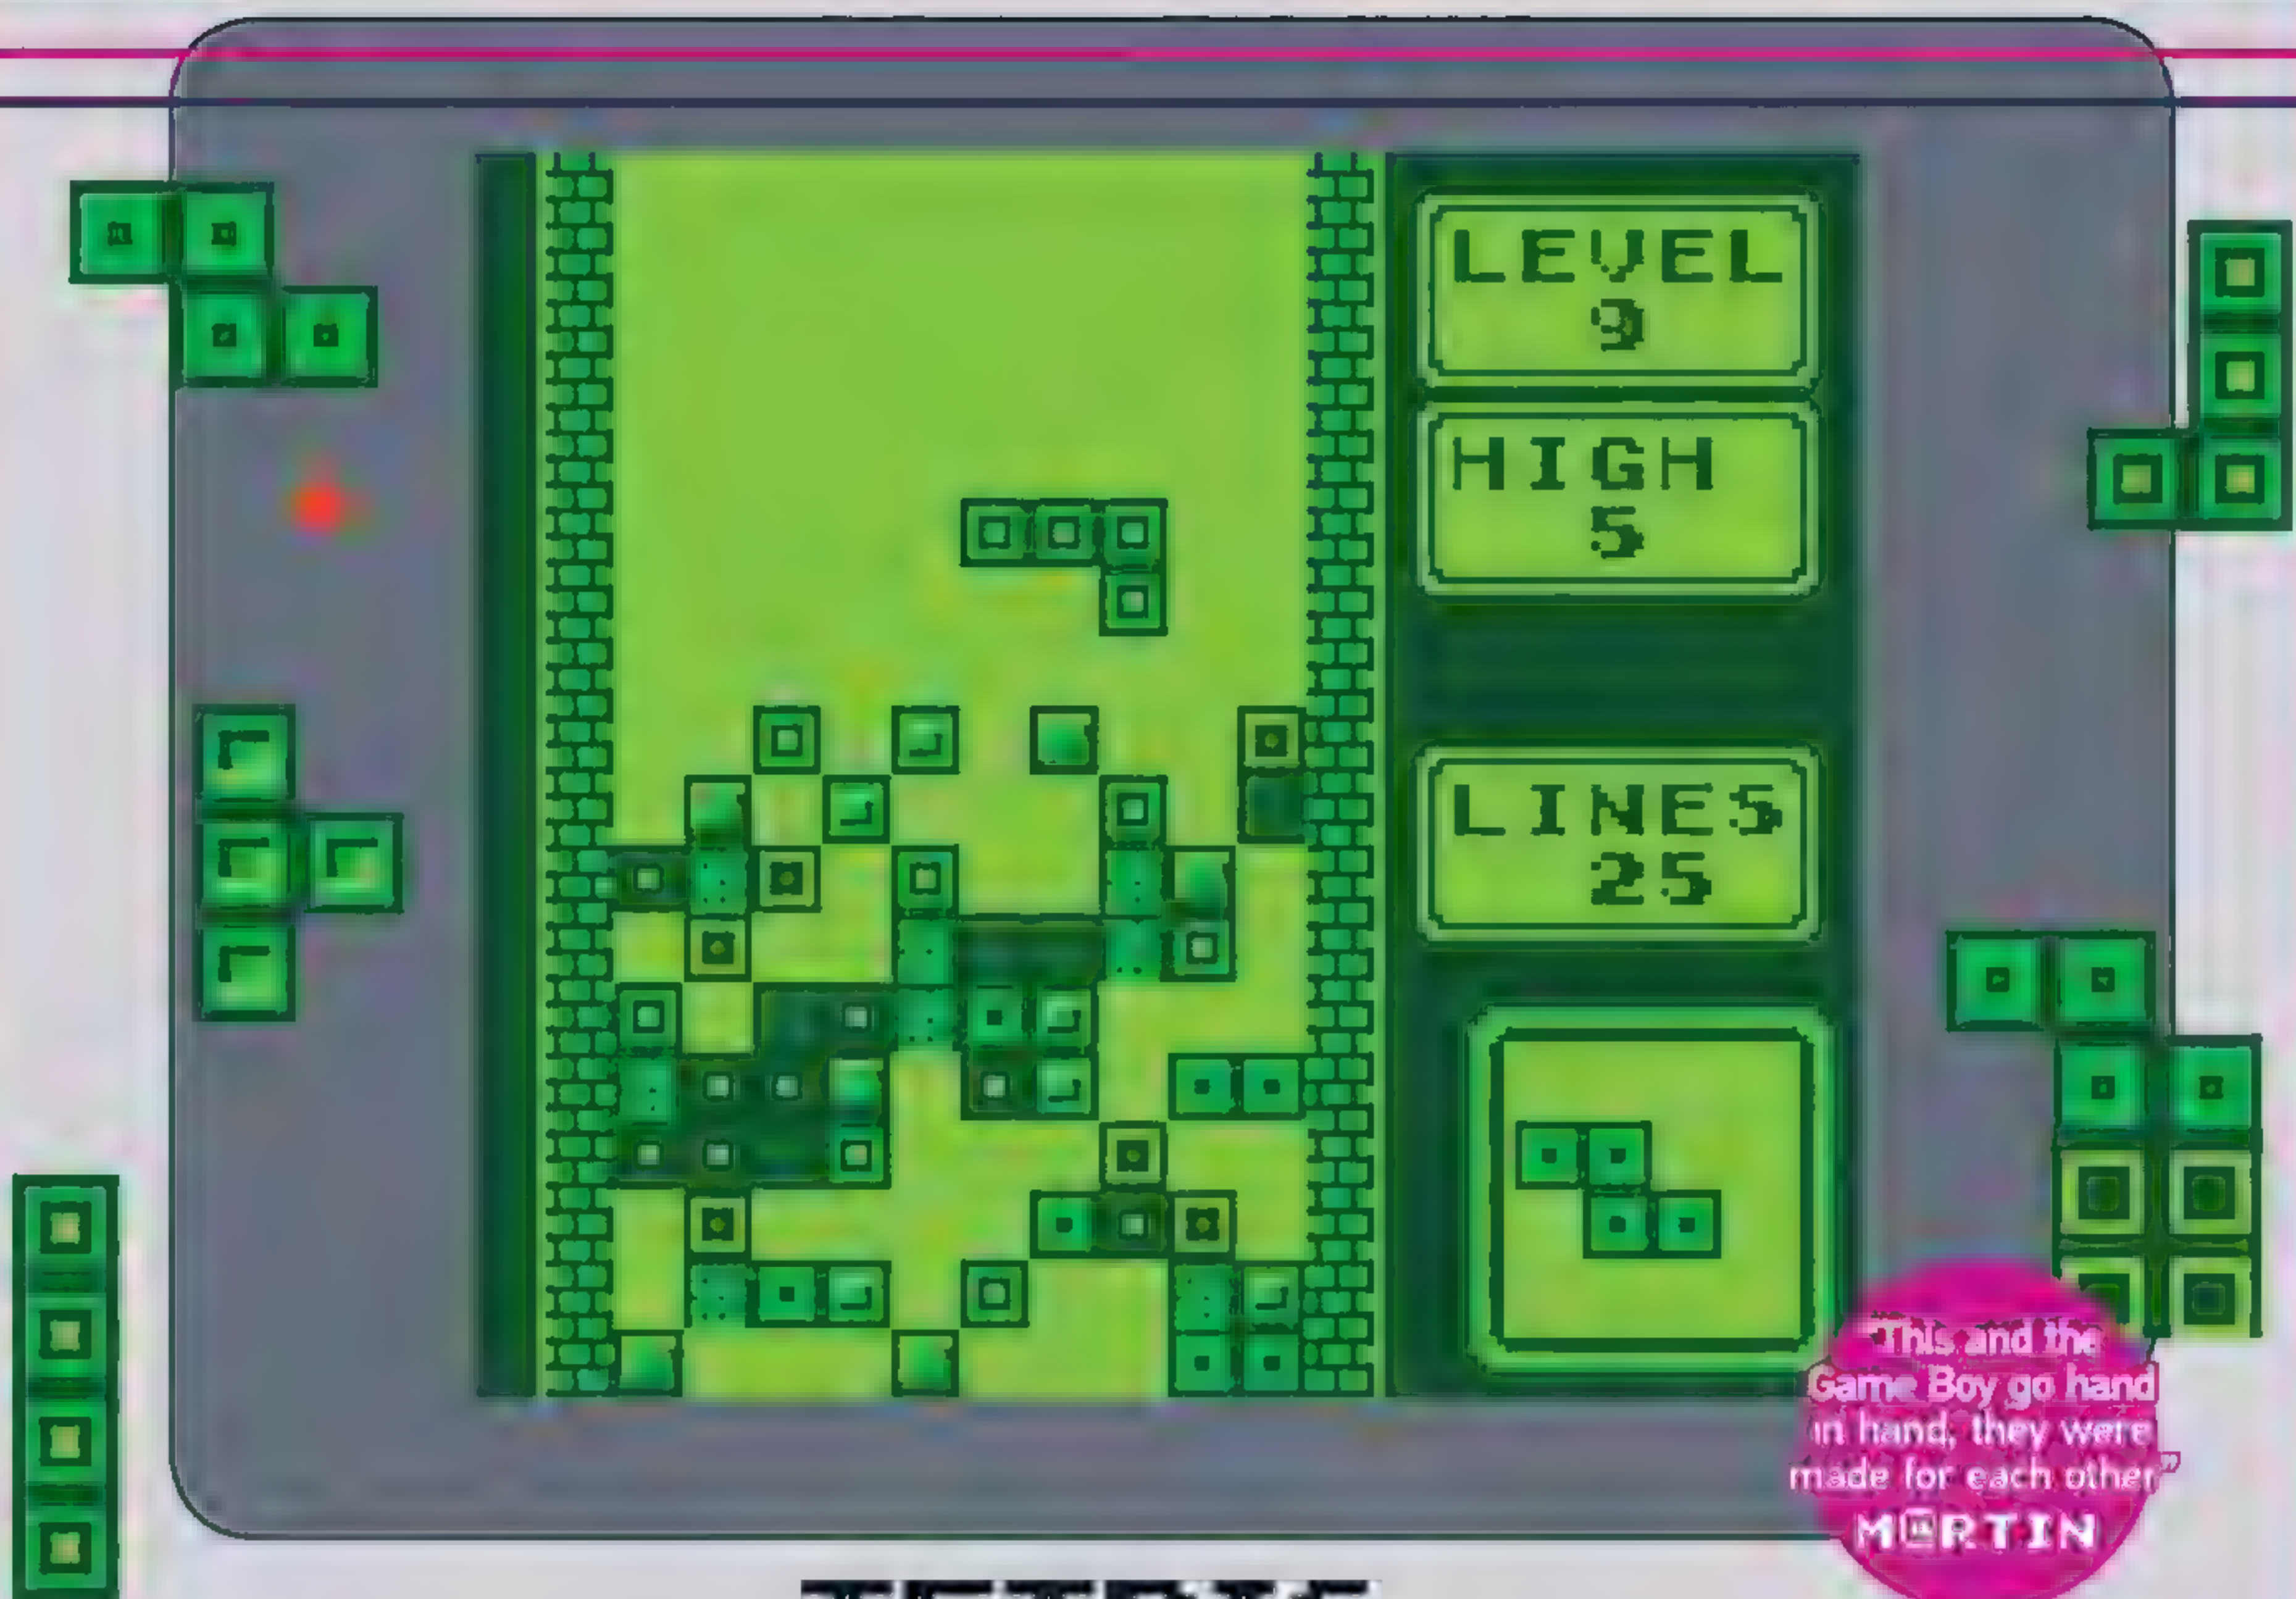 LEVEL
9
HIGH
5
LINES
25
"This and the
Game Boy go hand
in hand, they were
made for each other"
MARTIN